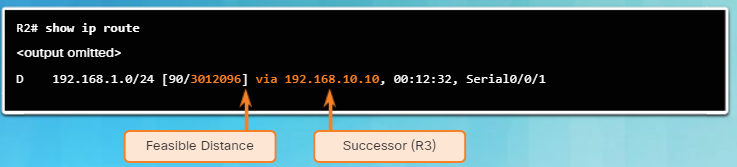 R2# show ip route
<output omitted>
D    192.168.1.0/24 [90/3012096] via 192.168.10.10, 00:12:32, Serial0/0/1
Feasible Distance
Successor (R3)